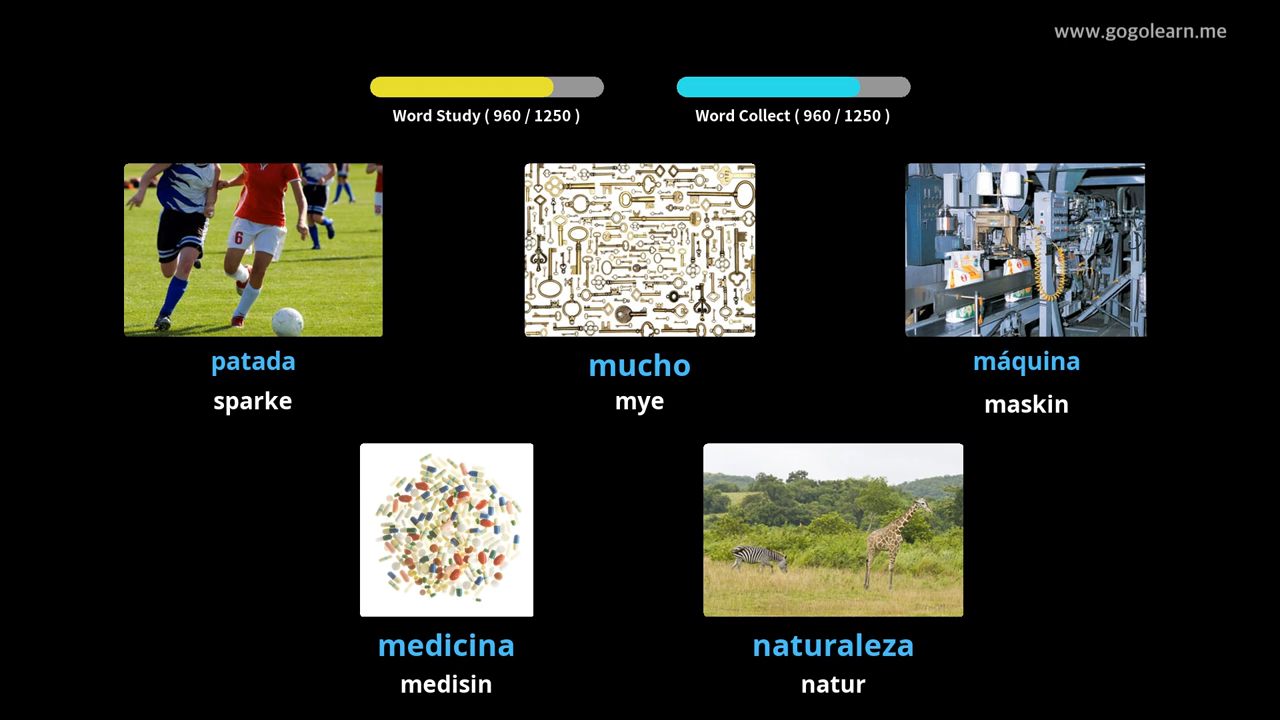 www.gogolearn.me
Word Study ( 960 / 1250 )
Word Collect ( 960 / 1250 )
6
patada
sparke
mucho
mye
máquina
maskin
medicina
medisin
naturaleza
natur